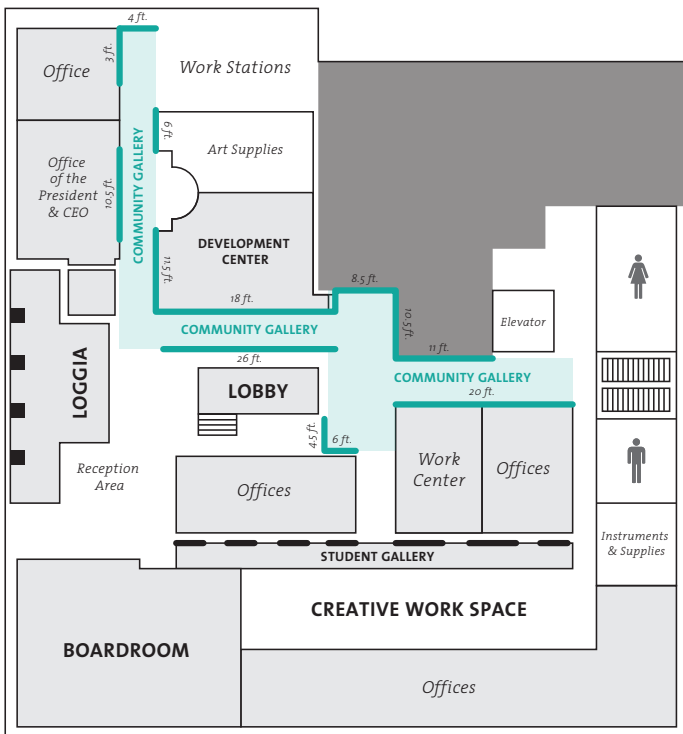 4 ft.
3 ft.
Office
Work Stations
6 ft.
Art Supplies
COMMUNITY GALLERY
Office
of the
President
& CEO
10.5 ft.
DEVELOPMENT
CENTER
11.5 ft.
18 ft.
8.5 ft.
10.5 ft.
Elevator
COMMUNITY GALLERY
26 ft.
11 ft.
COMMUNITY GALLERY
20 ft.
LOGGIA
LOBBY
4.5 ft.
6 ft.
Reception
Area
Offices
Work
Center
Offices
Instruments
& Supplies
STUDENT GALLERY
CREATIVE WORK SPACE
BOARDROOM
Offices